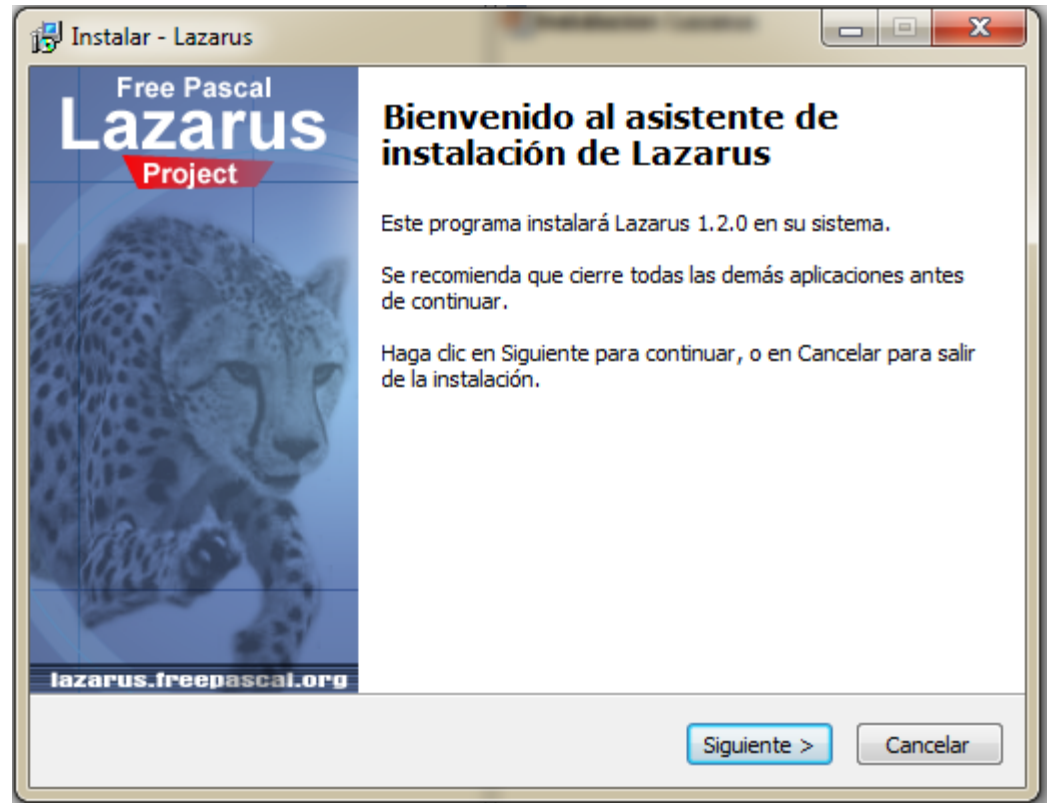 Instalar - Lazarus
Free Pascal
Lazarus
Project
Bienvenido al asistente de
instalación de Lazarus
Este programa instalará Lazarus 1.2.0 en su sistema.
Se recomienda que cierre todas las demás aplicaciones antes
de continuar.
Haga clic en Siguiente para continuar, o en Cancelar para salir
de la instalación.
lazarus.freepascal.org
Siguiente >
Cancelar